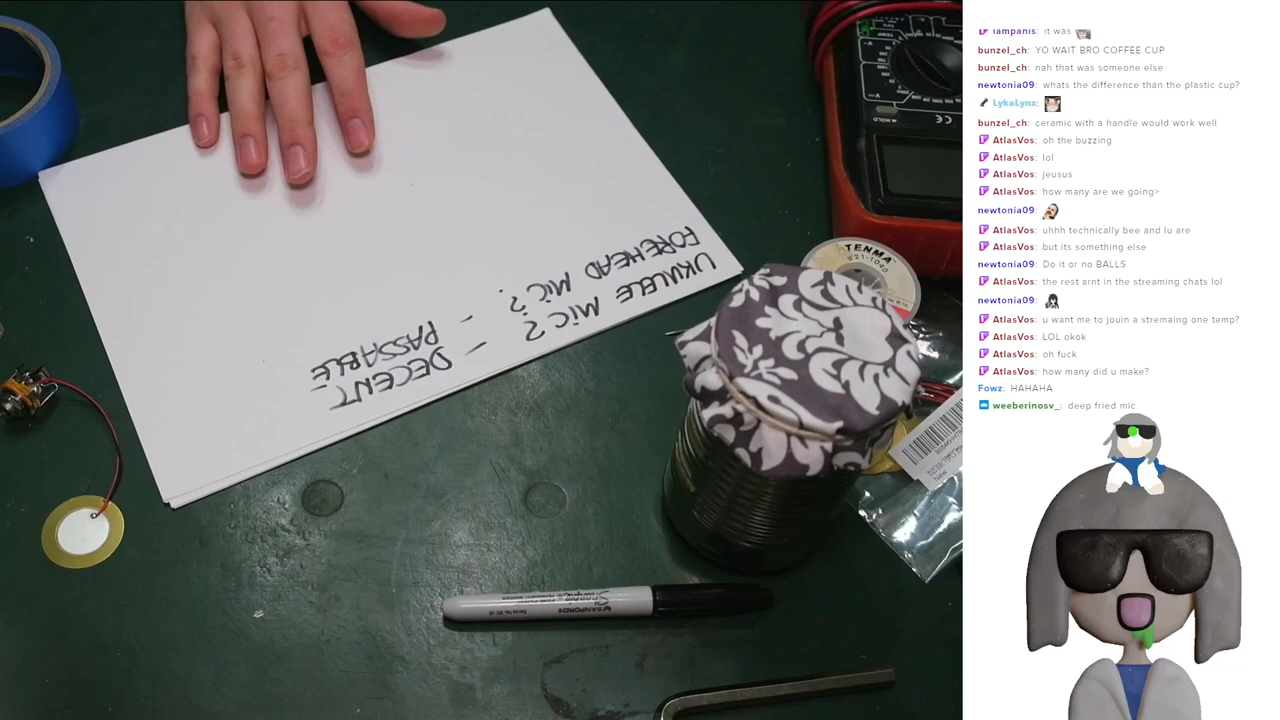 UKULELE MIC? - DECENT
FOREHEAD MIC? - PASSABLE
TENMA
21-1040
HOLD
CE
SANFORD
iampanis: it was
bunzel_ch: YO WAIT BRO COFFEE CUP
bunzel_ch: nah that was someone else
newtonia09: whats the difference than the plastic cup?
LykaLynx:
bunzel_ch: ceramic with a handle would work well
AtlasVos: oh the buzzing
AtlasVos: lol
AtlasVos: jeusus
AtlasVos: how many are we going>
newtonia09:
AtlasVos: uhhh technically bee and lu are
AtlasVos: but its something else
newtonia09: Do it or no BALLS
AtlasVos: the rest arnt in the streaming chats lol
newtonia09:
AtlasVos: u want me to jouin a stremaing one temp?
AtlasVos: LOL okok
AtlasVos: oh fuck
AtlasVos: how many did u make?
Fowz: HAHAHA
weeberinosv_: deep fried mic